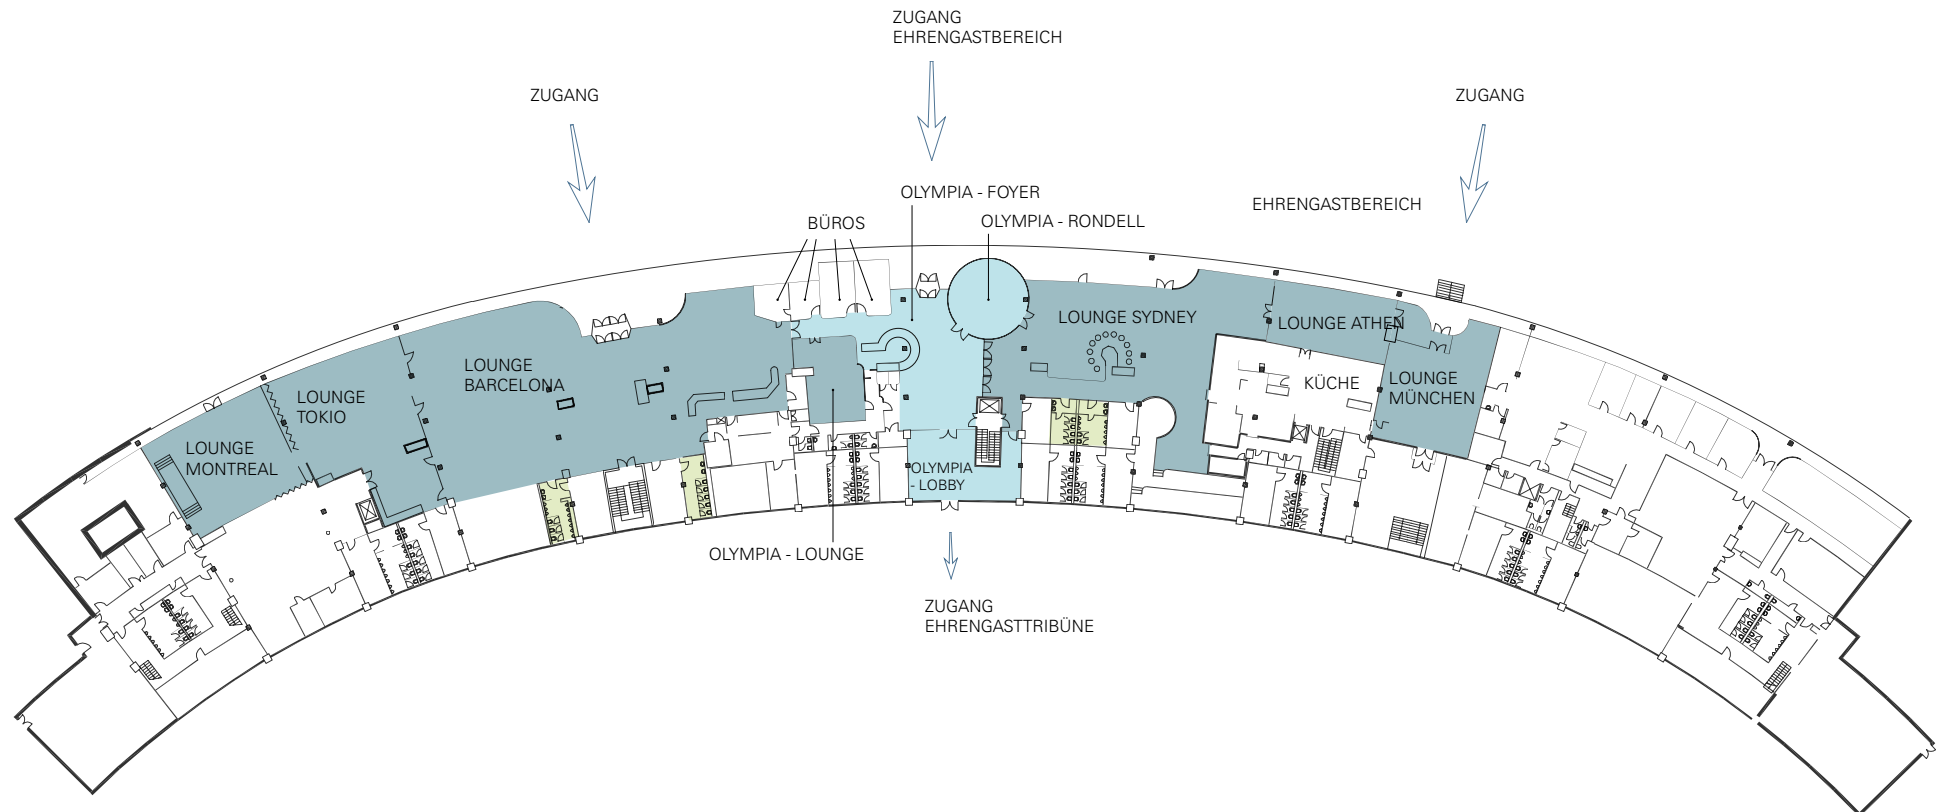 ZUGANG
EHRENGASTBEREICH
ZUGANG
ZUGANG
OLYMPIA - FOYER
EHRENGASTBEREICH
BÜROS
OLYMPIA - RONDELL
LOUNGE SYDNEY
LOUNGE ATHEN
LOUNGE
BARCELONA
KÜCHE
LOUNGE
MÜNCHEN
LOUNGE
TOKIO
LOUNGE
MONTREAL
OLYMPIA
- LOBBY
OLYMPIA - LOUNGE
ZUGANG
EHRENGASTTRIBÜNE